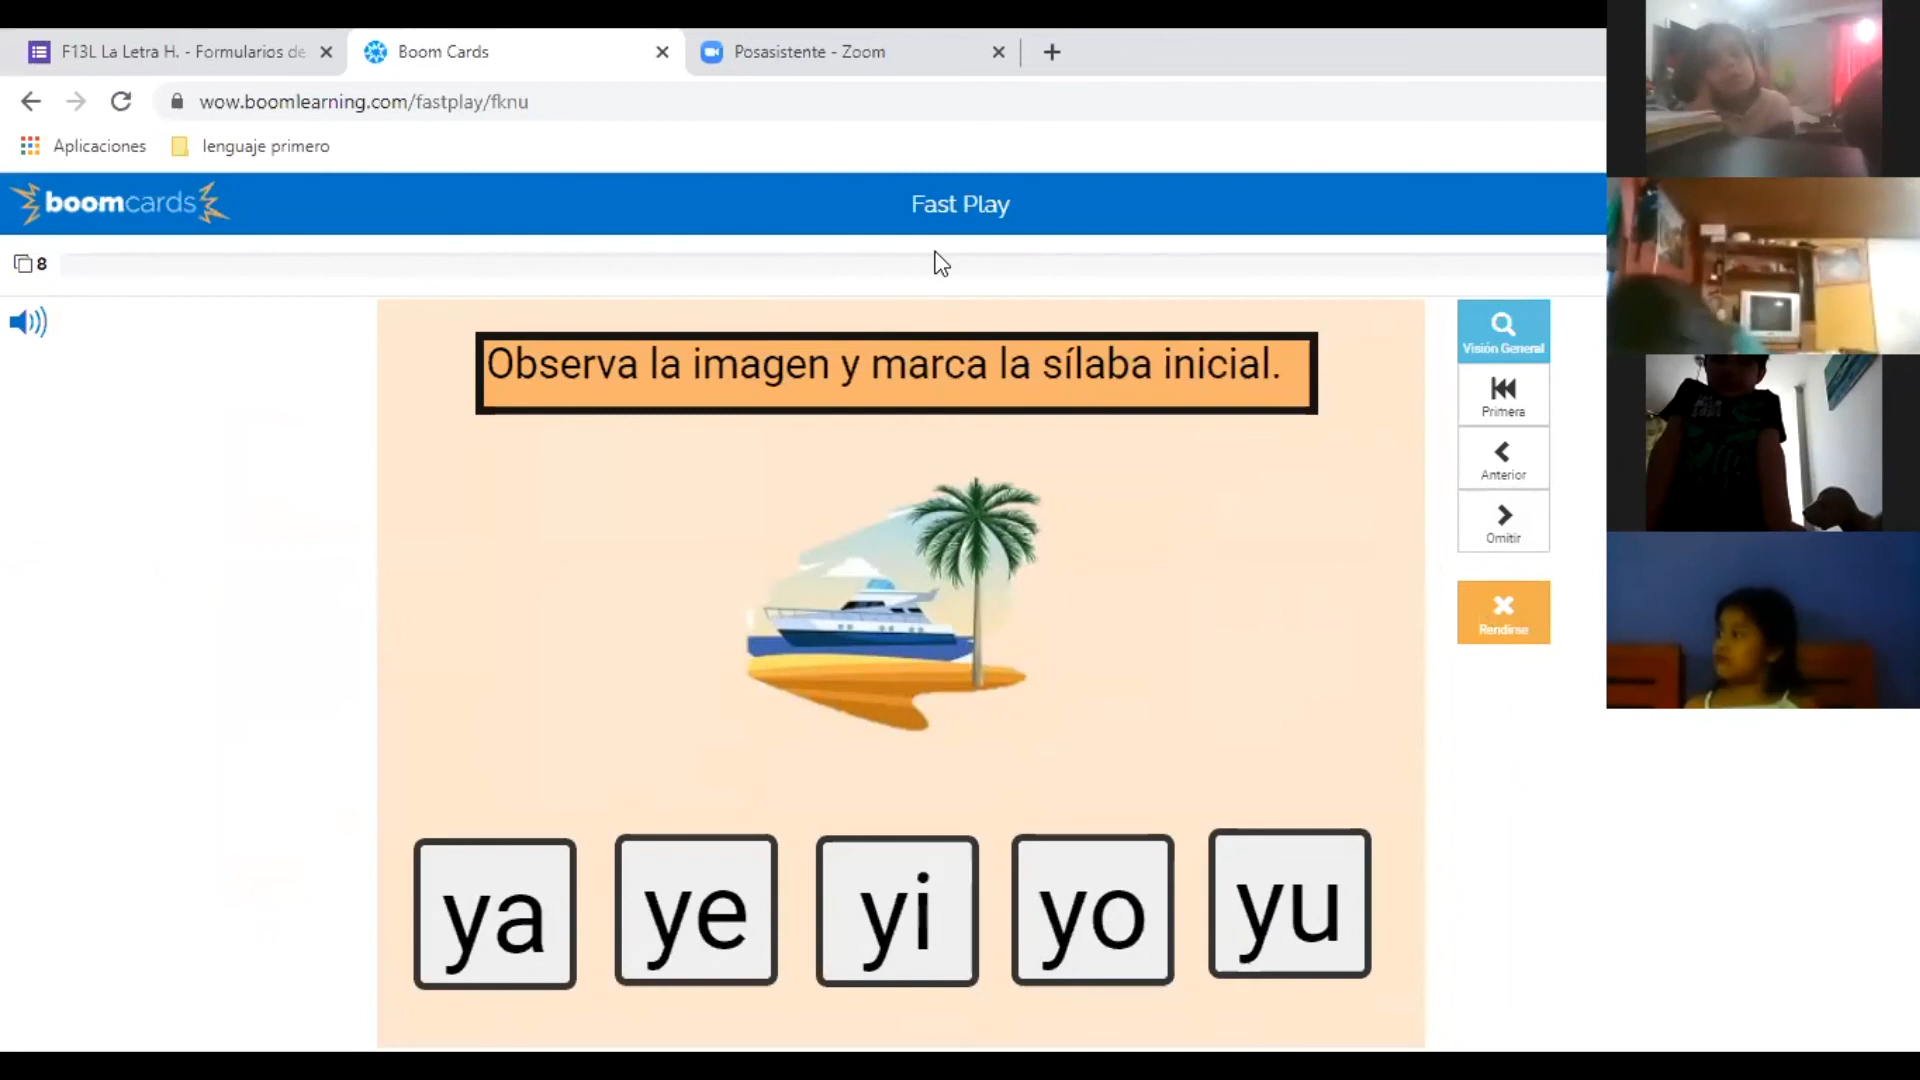 F13L La Letra H. - Formularios de
Boom Cards
Posasistente - Zoom
wow.boomlearning.com/fastplay/fknu
Aplicaciones
lenguaje primero
boomcards
Fast Play
8
Observa la imagen y marca la sílaba inicial.
Visión General
Primera
Anterior
Omitir
Rendirse
ya ye yi yo yu